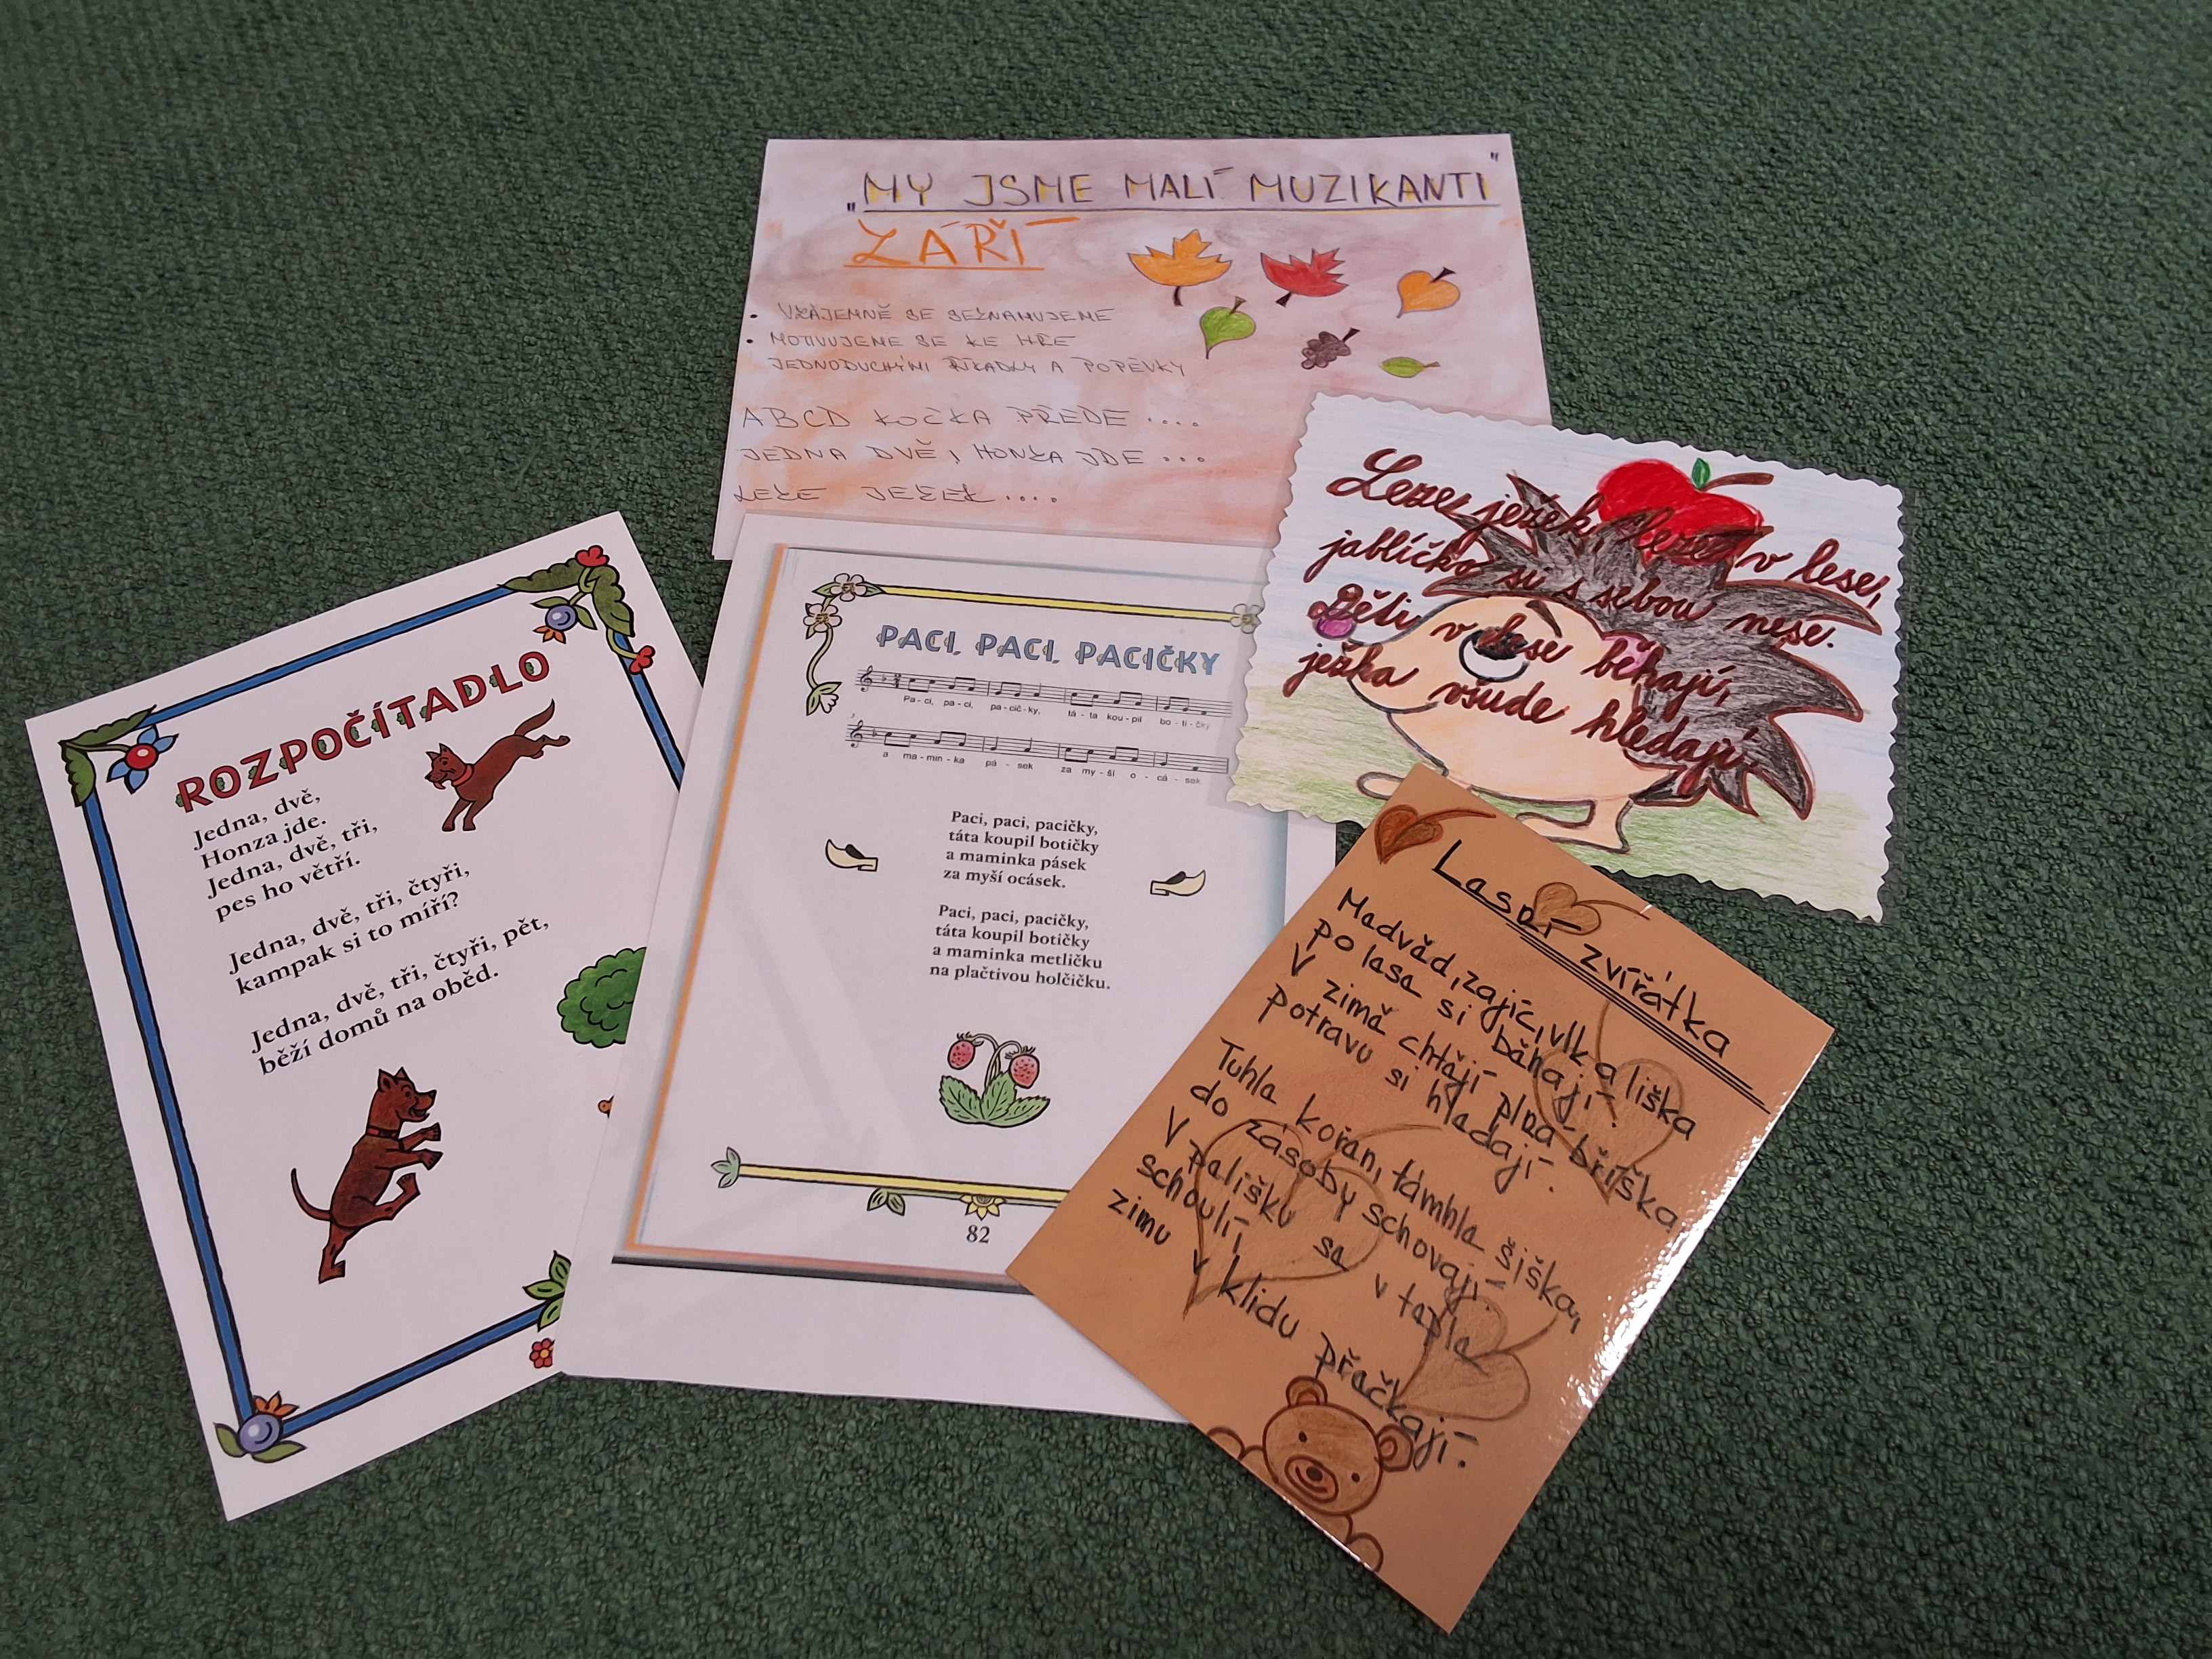 „MY JSME MALÍ MUZIKANTI"
ZÁŘÍ
• VZÁJEMNĚ SE SEZNAMUJEME
• MOTIVUJEME SE KE HŘE
JEDNODUCHÝMI ŘÍKADLY A POPĚVKY
ABCD KOČKA PŘEDE ....
JEDNA DVĚ, HONZA JDE ...
LEZE JEŽEK ....
Leze ježek, leze v lese,
jablíčko si s sebou nese.
Děti v lese běhají,
ježka všude hledají.
ROZPOČÍTADLO
Jedna, dvě,
Honza jde.
Jedna, dvě, tři,
pes ho větří.
Jedna, dvě, tři, čtyři,
kampak si to míří?
Jedna, dvě, tři, čtyři, pět,
běží domů na oběd.
PACI, PACI, PACIČKY
Pa - ci, pa - ci, pa - cič - ky, tá - ta kou - pil bo - ti - čky
a ma - min - ka pá - sek za my - ší o - cá - sek
Paci, paci, pacičky,
táta koupil botičky
a maminka pásek
za myší ocásek.
Paci, paci, pacičky,
táta koupil botičky
a maminka metličku
na plačtivou holčičku.
82
Lesní zvířátka
Medvěd, zajíc, vlk a liška
po lese si běhají.
V zimě chtějí plná bříška,
potravu si hledají.
Tuhle kořen, támhle šiška,
do zásoby schovají.
V pelíšku se v teple
schoulí
zimu v klidu přečkají.